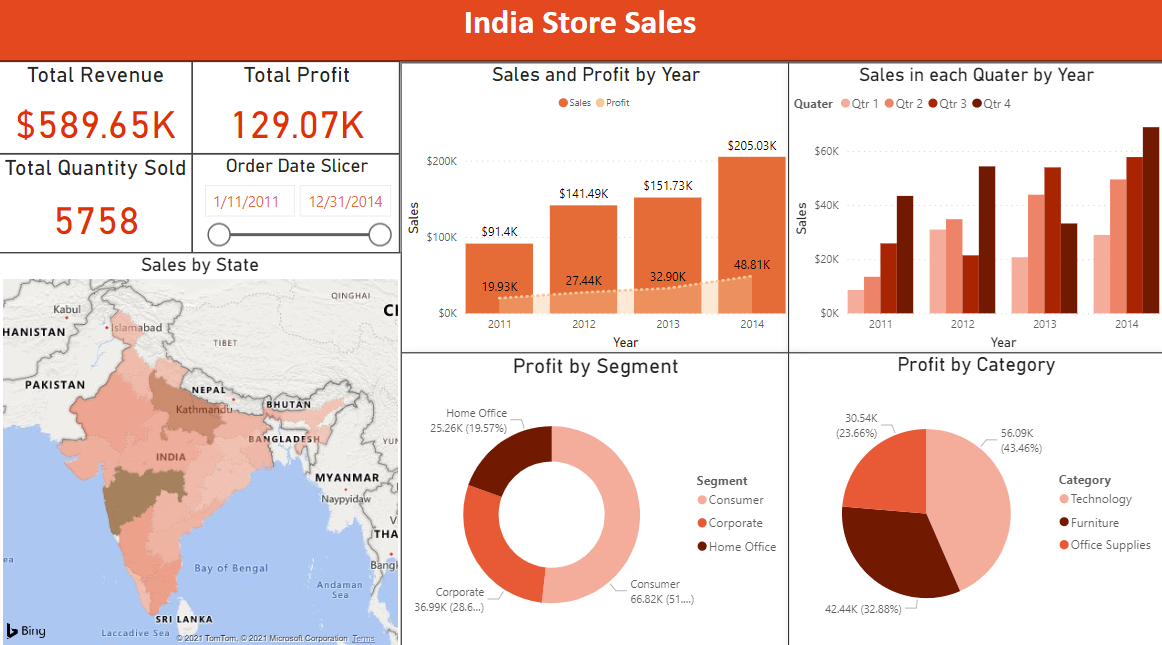 India Store Sales
Total Revenue
$589.65K
Total Profit
129.07K
Total Quantity Sold
5758
Order Date Slicer
1/11/2011
12/31/2014
Sales by State
Kabul
HANISTAN
Islamabad
QINGHAI
CI
TIBET
PAKISTAN
NEPAL
Kathmandu
BHUTAN
BANGLADESH
YUN
INDIA
MYANMAR
Naypyidaw
THA
Bangk
Bay of Bengal
Andaman
Sea
ea
SRI LANKA
Laccadive Sea
Bing
© 2021 TomTom, © 2021 Microsoft Corporation Terms
Sales and Profit by Year
Sales Profit
$200K
$100K
$0K
Sales
$91.4K
$141.49K
$151.73K
$205.03K
19.93K
27.44K
32.90K
48.81K
2011 2012 2013 2014
Year
Sales in each Quater by Year
Quater Qtr 1 Qtr 2 Qtr 3 Qtr 4
$60K
$40K
$20K
$0K
Sales
2011 2012 2013 2014
Year
Profit by Segment
Home Office
25.26K (19.57%)
Corporate
36.99K (28.6...)
Consumer
66.82K (51....)
Segment
Consumer
Corporate
Home Office
Profit by Category
30.54K
(23.66%)
56.09K
(43.46%)
42.44K (32.88%)
Category
Technology
Furniture
Office Supplies